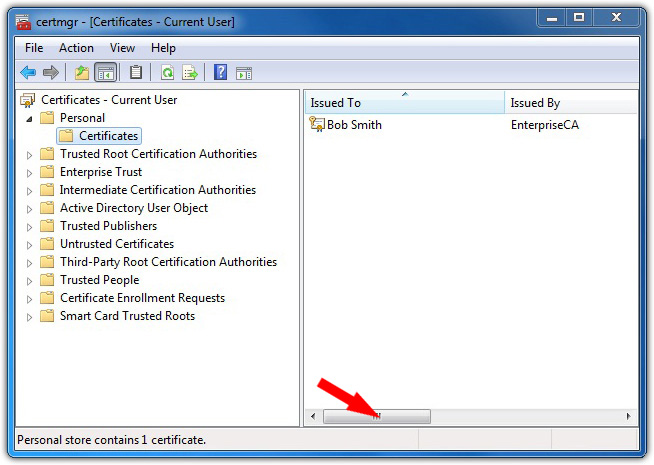 certmgr - [Certificates - Current User]
File Action View Help
Certificates - Current User
Personal
Certificates
Trusted Root Certification Authorities
Enterprise Trust
Intermediate Certification Authorities
Active Directory User Object
Trusted Publishers
Untrusted Certificates
Third-Party Root Certification Authorities
Trusted People
Certificate Enrollment Requests
Smart Card Trusted Roots
Issued To Issued By
Bob Smith EnterpriseCA
Personal store contains 1 certificate.